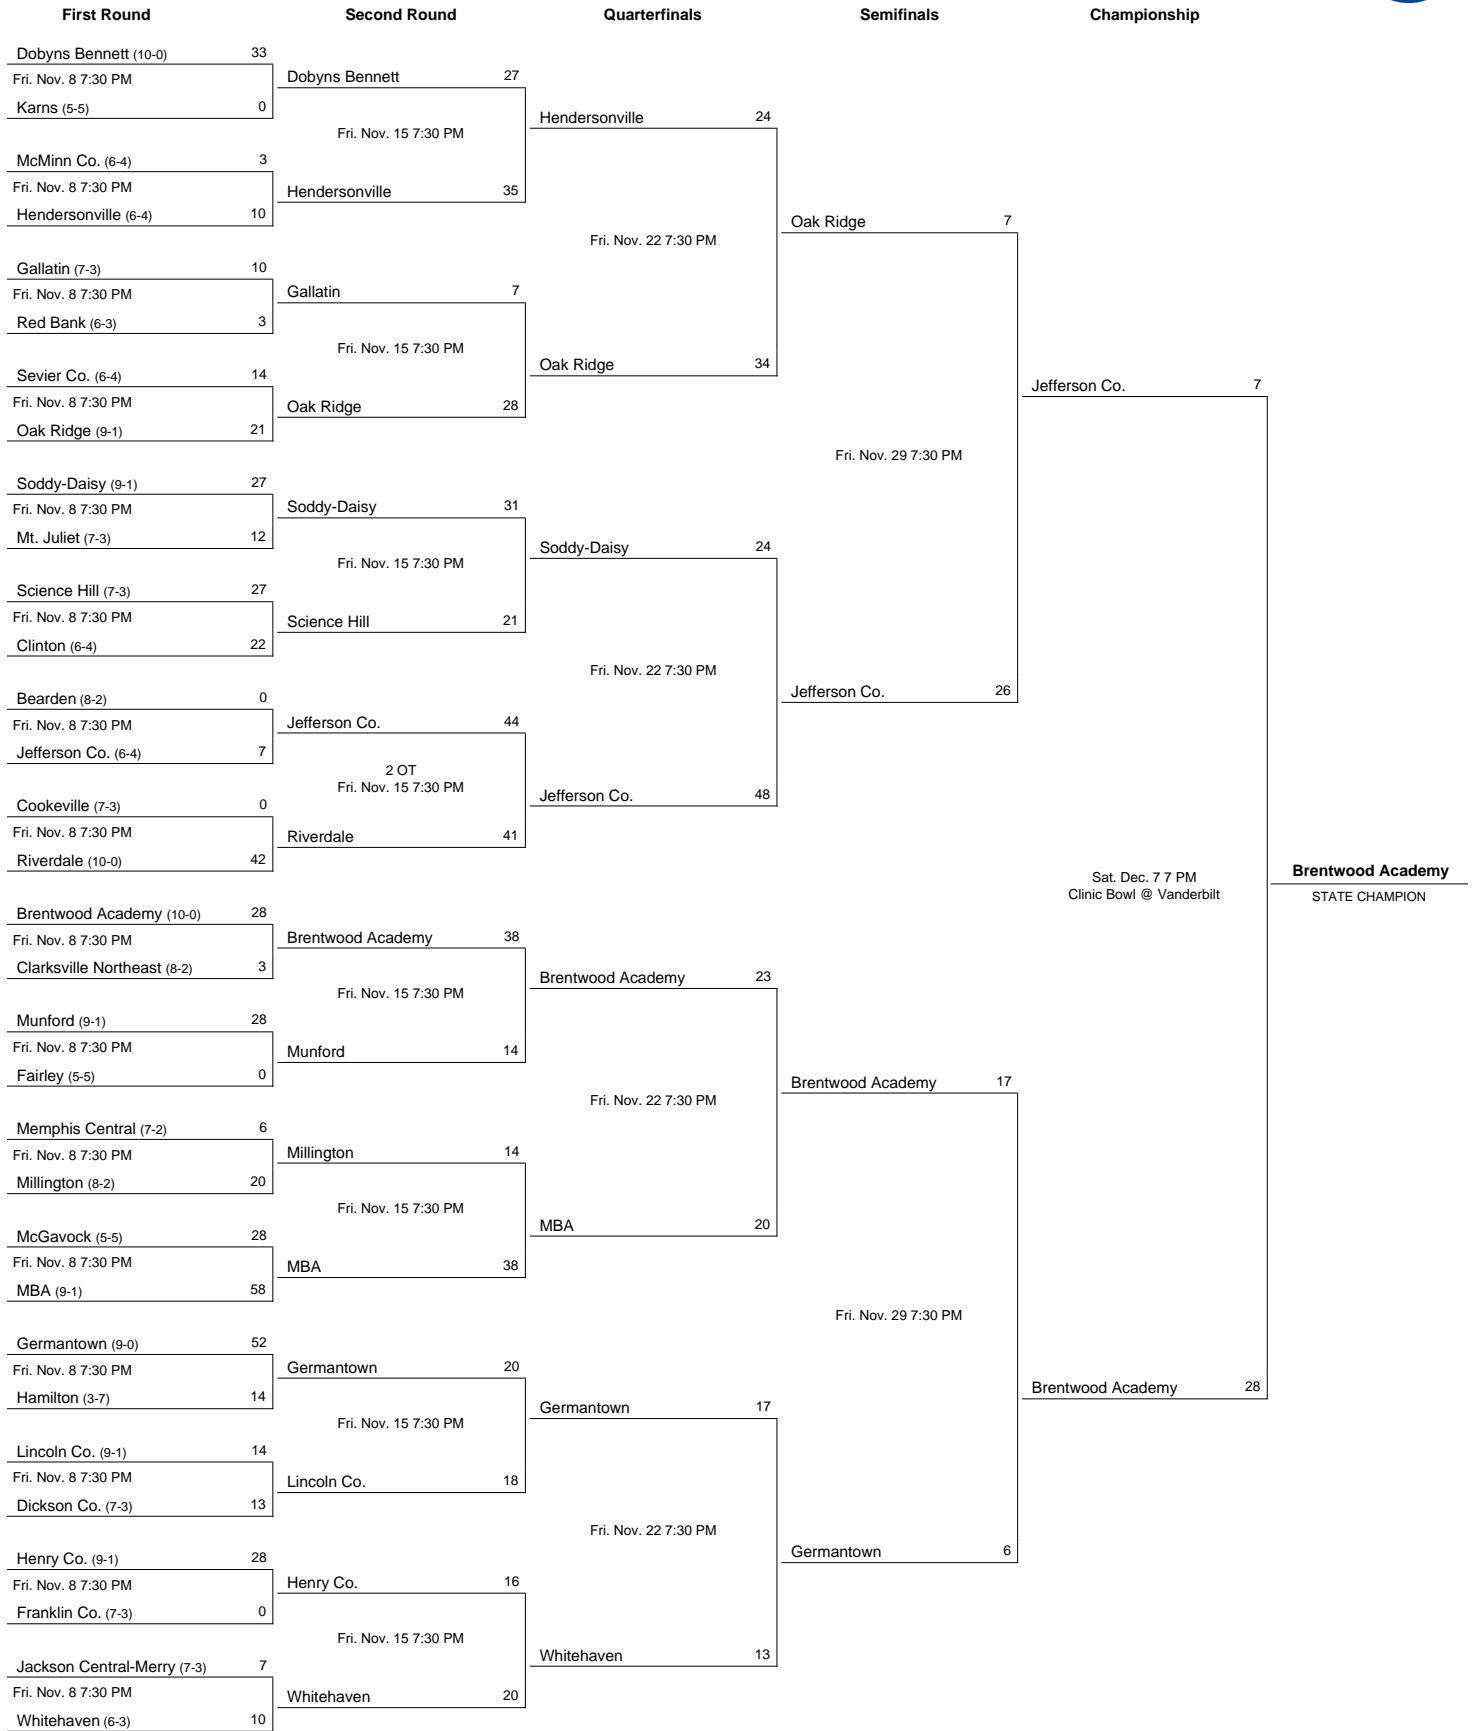 First Round Second Round Quarterfinals Semifinals Championship
Dobyns Bennett (10-0) 33
Fri. Nov. 8 7:30 PM
Karns (5-5) 0
McMinn Co. (6-4) 3
Fri. Nov. 8 7:30 PM
Hendersonville (6-4) 10
Gallatin (7-3) 10
Fri. Nov. 8 7:30 PM
Red Bank (6-3) 3
Sevier Co. (6-4) 14
Fri. Nov. 8 7:30 PM
Oak Ridge (9-1) 21
Soddy-Daisy (9-1) 27
Fri. Nov. 8 7:30 PM
Mt. Juliet (7-3) 12
Science Hill (7-3) 27
Fri. Nov. 8 7:30 PM
Clinton (6-4) 22
Bearden (8-2) 0
Fri. Nov. 8 7:30 PM
Jefferson Co. (6-4) 7
Cookeville (7-3) 0
Fri. Nov. 8 7:30 PM
Riverdale (10-0) 42
Brentwood Academy (10-0) 28
Fri. Nov. 8 7:30 PM
Clarksville Northeast (8-2) 3
Munford (9-1) 28
Fri. Nov. 8 7:30 PM
Fairley (5-5) 0
Memphis Central (7-2) 6
Fri. Nov. 8 7:30 PM
Millington (8-2) 20
McGavock (5-5) 28
Fri. Nov. 8 7:30 PM
MBA (9-1) 58
Germantown (9-0) 52
Fri. Nov. 8 7:30 PM
Hamilton (3-7) 14
Lincoln Co. (9-1) 14
Fri. Nov. 8 7:30 PM
Dickson Co. (7-3) 13
Henry Co. (9-1) 28
Fri. Nov. 8 7:30 PM
Franklin Co. (7-3) 0
Jackson Central-Merry (7-3) 7
Fri. Nov. 8 7:30 PM
Whitehaven (6-3) 10
Dobyns Bennett 27
Fri. Nov. 15 7:30 PM
Hendersonville 35
Gallatin 7
Fri. Nov. 15 7:30 PM
Oak Ridge 28
Soddy-Daisy 31
Fri. Nov. 15 7:30 PM
Science Hill 21
Jefferson Co. 44
2 OT
Fri. Nov. 15 7:30 PM
Riverdale 41
Brentwood Academy 38
Fri. Nov. 15 7:30 PM
Munford 14
Millington 14
Fri. Nov. 15 7:30 PM
MBA 38
Germantown 20
Fri. Nov. 15 7:30 PM
Lincoln Co. 18
Henry Co. 16
Fri. Nov. 15 7:30 PM
Whitehaven 20
Hendersonville 24
Fri. Nov. 22 7:30 PM
Oak Ridge 34
Soddy-Daisy 24
Fri. Nov. 22 7:30 PM
Jefferson Co. 48
Brentwood Academy 23
Fri. Nov. 22 7:30 PM
MBA 20
Germantown 17
Fri. Nov. 22 7:30 PM
Whitehaven 13
Oak Ridge 7
Fri. Nov. 29 7:30 PM
Jefferson Co. 26
Brentwood Academy 17
Fri. Nov. 29 7:30 PM
Germantown 6
Jefferson Co. 7
Sat. Dec. 7 7 PM
Clinic Bowl @ Vanderbilt
Brentwood Academy 28
Brentwood Academy
STATE CHAMPION